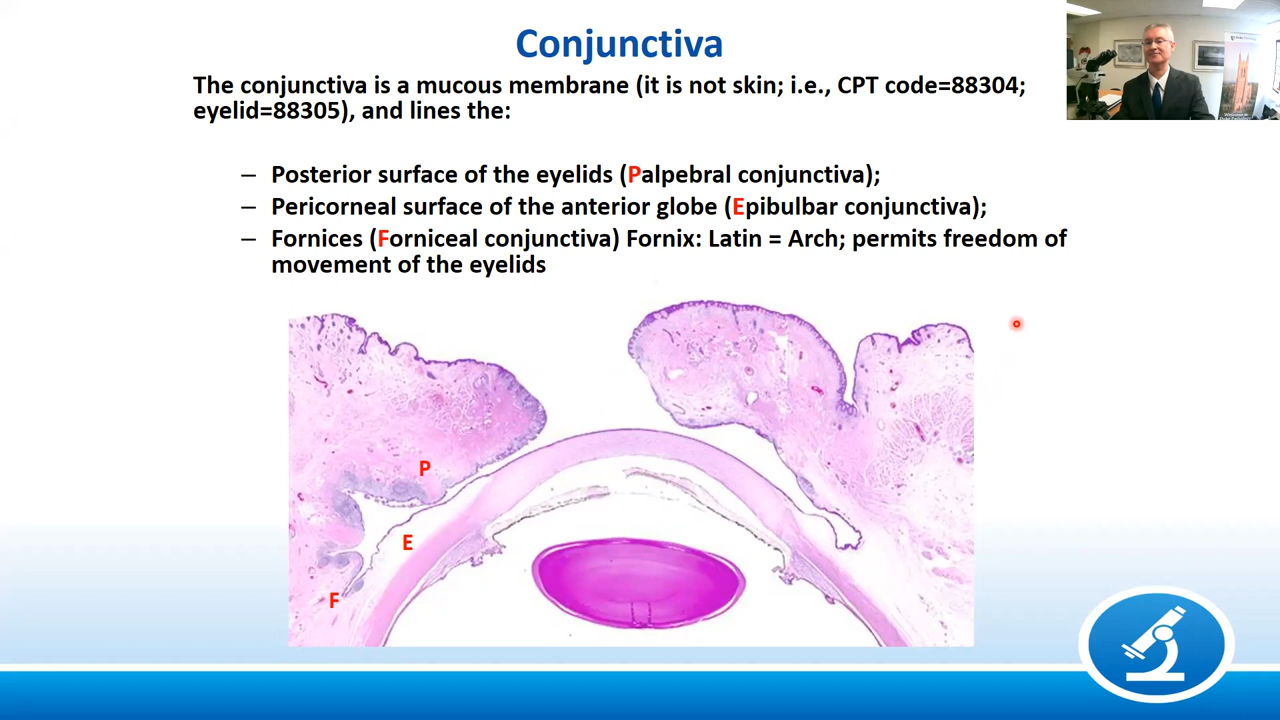 Conjunctiva
The conjunctiva is a mucous membrane (it is not skin; i.e., CPT code=88304;
eyelid=88305), and lines the:
– Posterior surface of the eyelids (Palpebral conjunctiva);
– Pericorneal surface of the anterior globe (Epibulbar conjunctiva);
– Fornices (Forniceal conjunctiva) Fornix: Latin = Arch; permits freedom of
movement of the eyelids
P
E
F